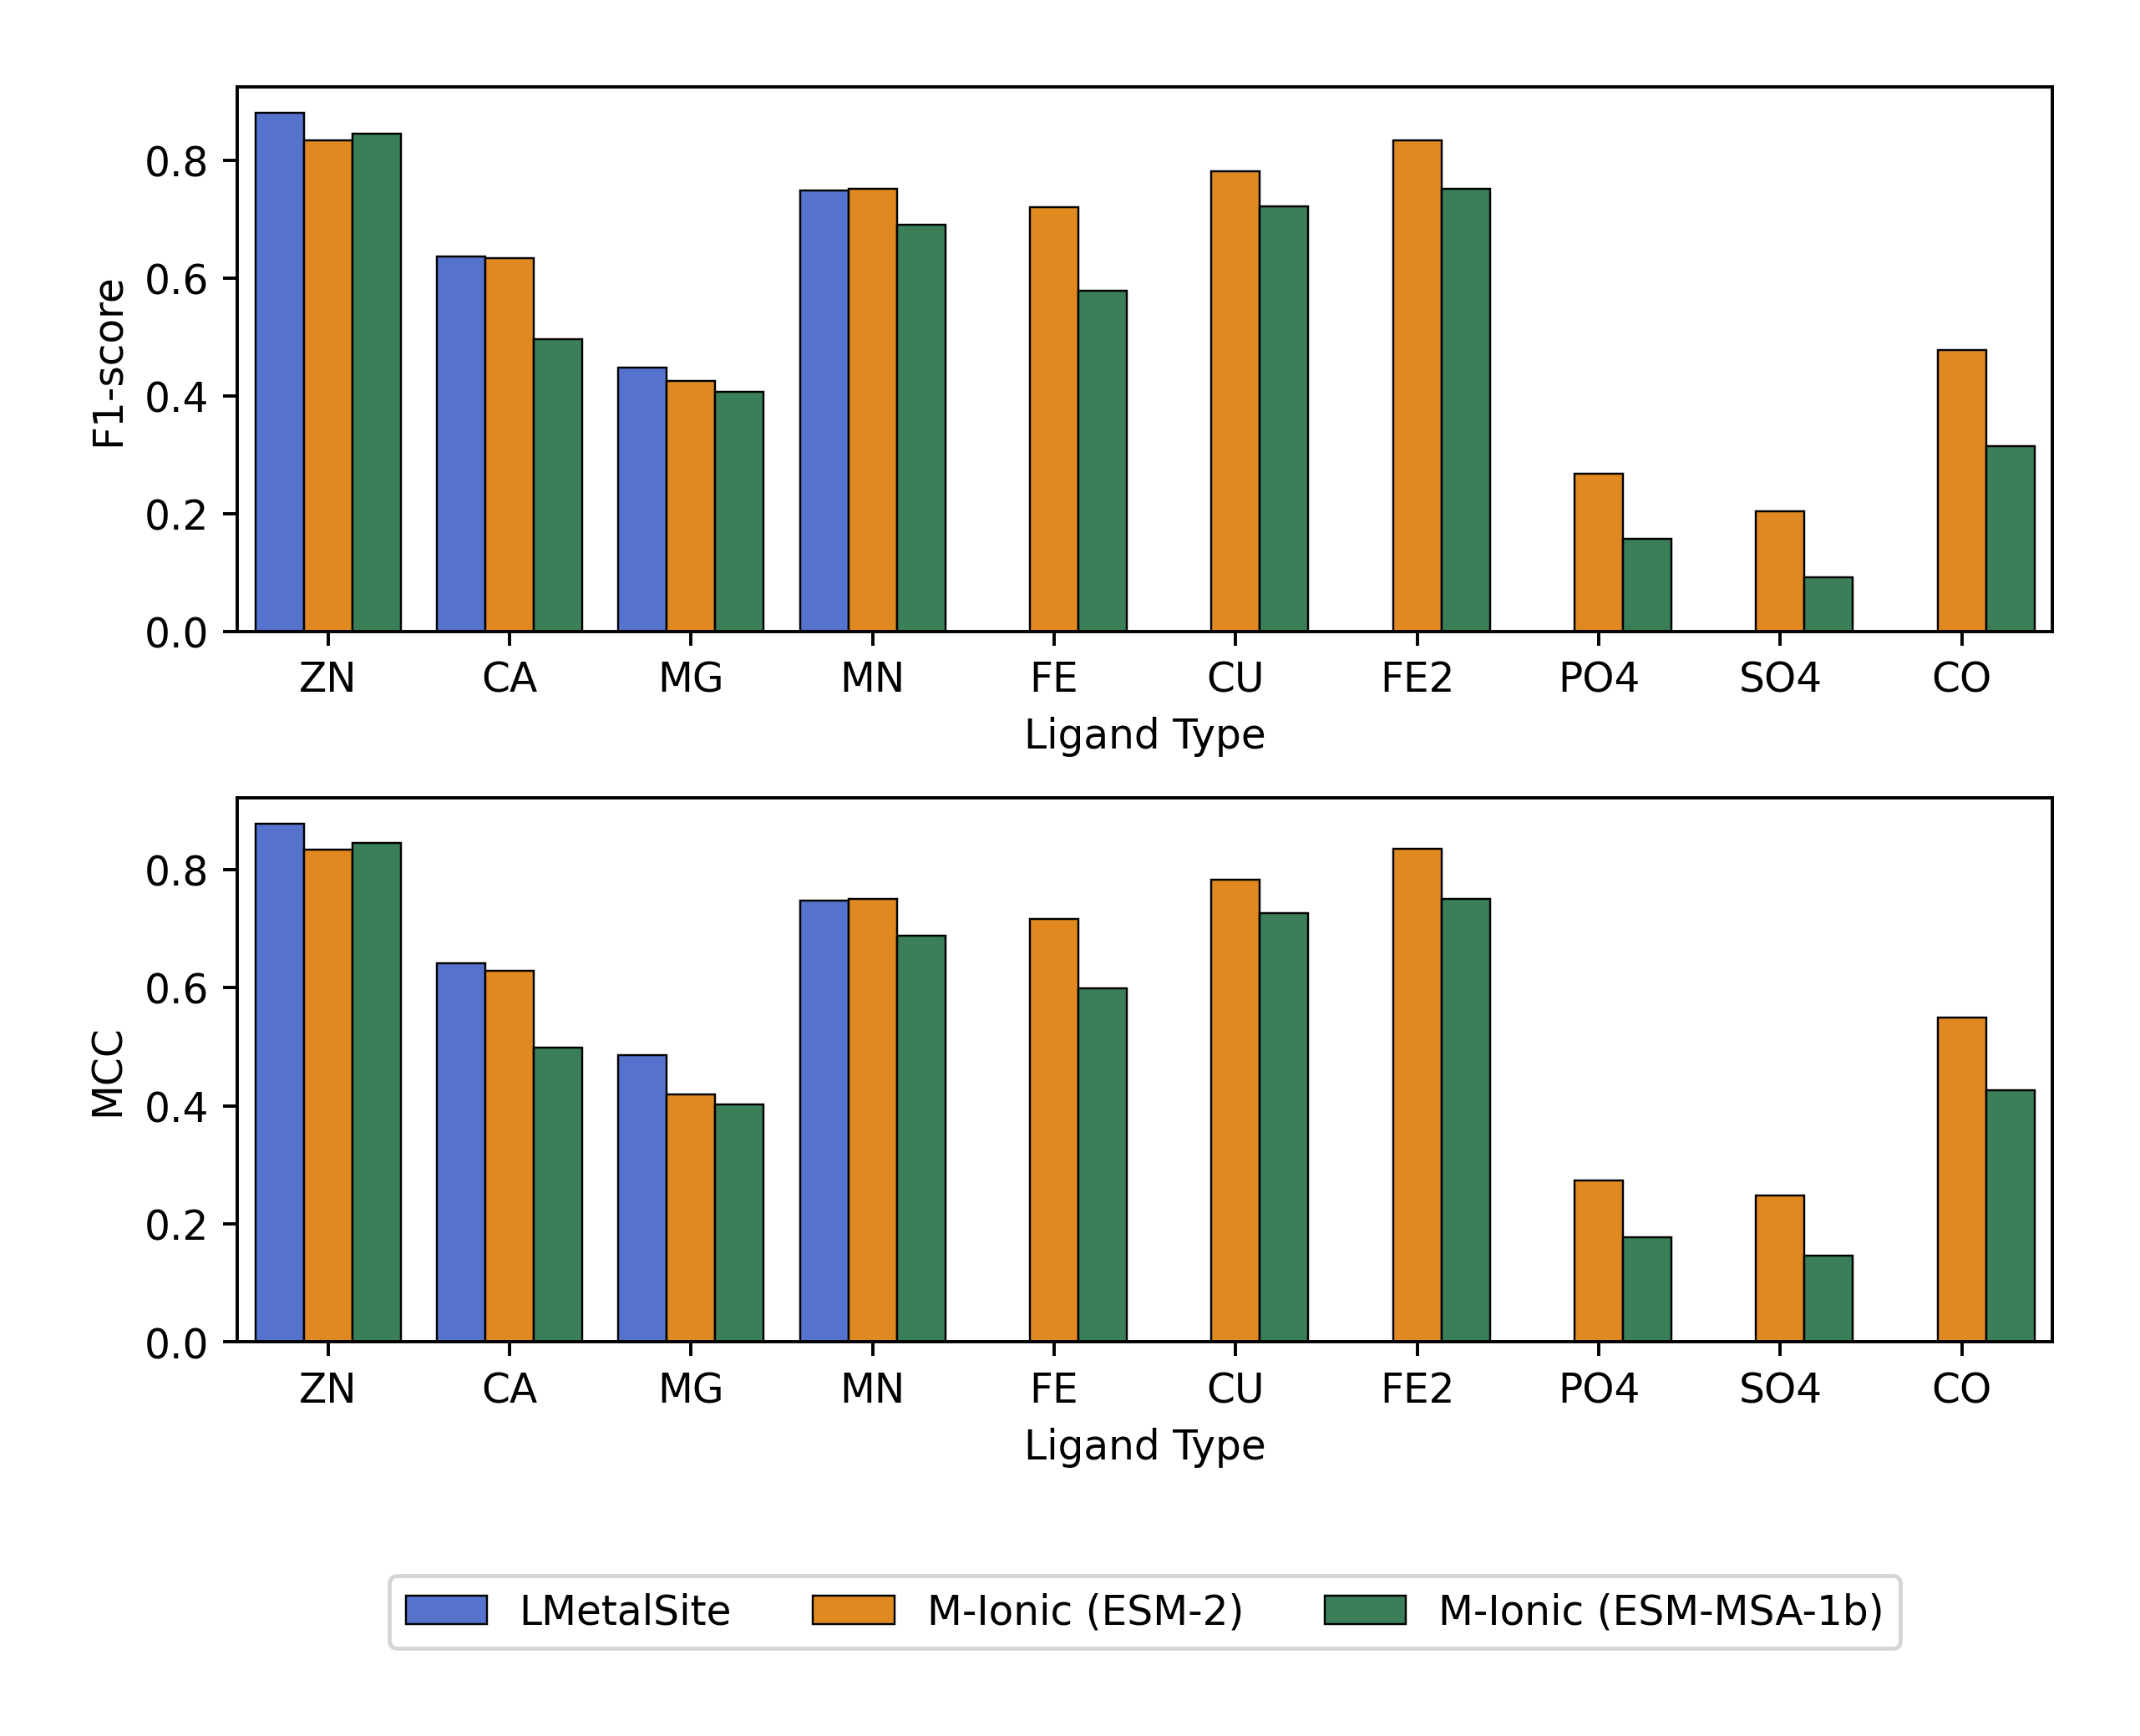 0.8
0.6
0.4
0.2
0.0
F1-score
ZN CA MG MN FE CU FE2 PO4 SO4 CO
Ligand Type
0.8
0.6
0.4
0.2
0.0
MCC
ZN CA MG MN FE CU FE2 PO4 SO4 CO
Ligand Type
LMetalSite M-Ionic (ESM-2) M-Ionic (ESM-MSA-1b)